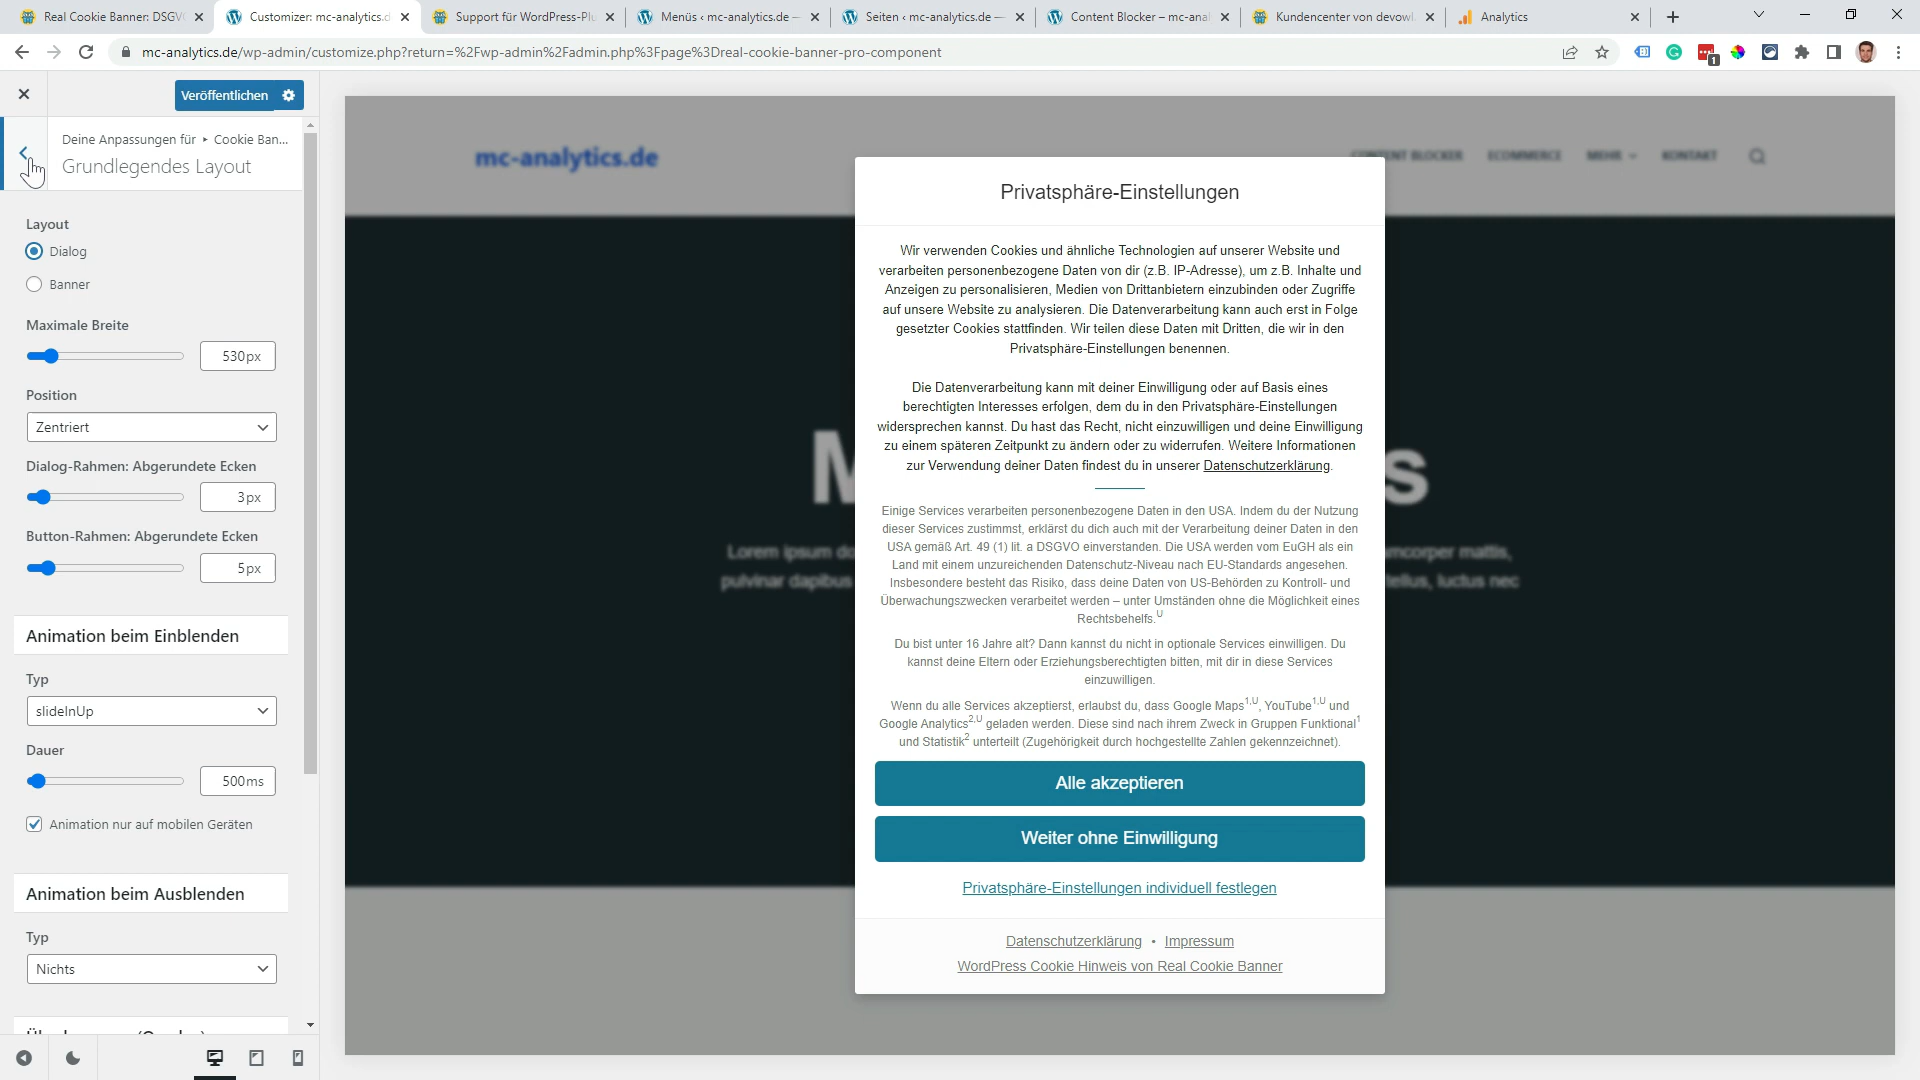 Real Cookie Banner: DSGV
Customizer: mc-analytics.d
Support für WordPress-Plu
Menüs ‹ mc-analytics.de —
Seiten ‹ mc-analytics.de —
Content Blocker – mc-anal
Kundencenter von devowl.
Analytics
mc-analytics.de/wp-admin/customize.php?return=%2Fwp-admin%2Fadmin.php%3Fpage%3Dreal-cookie-banner-pro-component
1
Veröffentlichen
Deine Anpassungen für ▸ Cookie Ban...
Grundlegendes Layout
Layout
Dialog
Banner
Maximale Breite
530px
Position
Zentriert
Dialog-Rahmen: Abgerundete Ecken
3px
Button-Rahmen: Abgerundete Ecken
5px
Animation beim Einblenden
Typ
slideInUp
Dauer
500ms
Animation nur auf mobilen Geräten
Animation beim Ausblenden
Typ
Nichts
mc-analytics.de
CONTENT BLOCKER
ECOMMERCE
MEHR
KONTAKT
M
s
Lorem ipsum do
amcorper mattis,
pulvinar dapibus
tellus, luctus nec
Privatsphäre-Einstellungen
Wir verwenden Cookies und ähnliche Technologien auf unserer Website und
verarbeiten personenbezogene Daten von dir (z.B. IP-Adresse), um z.B. Inhalte und
Anzeigen zu personalisieren, Medien von Drittanbietern einzubinden oder Zugriffe
auf unsere Website zu analysieren. Die Datenverarbeitung kann auch erst in Folge
gesetzter Cookies stattfinden. Wir teilen diese Daten mit Dritten, die wir in den
Privatsphäre-Einstellungen benennen.
Die Datenverarbeitung kann mit deiner Einwilligung oder auf Basis eines
berechtigten Interesses erfolgen, dem du in den Privatsphäre-Einstellungen
widersprechen kannst. Du hast das Recht, nicht einzuwilligen und deine Einwilligung
zu einem späteren Zeitpunkt zu ändern oder zu widerrufen. Weitere Informationen
zur Verwendung deiner Daten findest du in unserer Datenschutzerklärung.
Einige Services verarbeiten personenbezogene Daten in den USA. Indem du der Nutzung
dieser Services zustimmst, erklärst du dich auch mit der Verarbeitung deiner Daten in den
USA gemäß Art. 49 (1) lit. a DSGVO einverstanden. Die USA werden vom EuGH als ein
Land mit einem unzureichenden Datenschutz-Niveau nach EU-Standards angesehen.
Insbesondere besteht das Risiko, dass deine Daten von US-Behörden zu Kontroll- und
Überwachungszwecken verarbeitet werden – unter Umständen ohne die Möglichkeit eines
Rechtsbehelfs.U
Du bist unter 16 Jahre alt? Dann kannst du nicht in optionale Services einwilligen. Du
kannst deine Eltern oder Erziehungsberechtigten bitten, mit dir in diese Services
einzuwilligen.
Wenn du alle Services akzeptierst, erlaubst du, dass Google Maps1,U, YouTube1,U und
Google Analytics2,U geladen werden. Diese sind nach ihrem Zweck in Gruppen Funktional1
und Statistik2 unterteilt (Zugehörigkeit durch hochgestellte Zahlen gekennzeichnet).
Alle akzeptieren
Weiter ohne Einwilligung
Privatsphäre-Einstellungen individuell festlegen
Datenschutzerklärung • Impressum
WordPress Cookie Hinweis von Real Cookie Banner